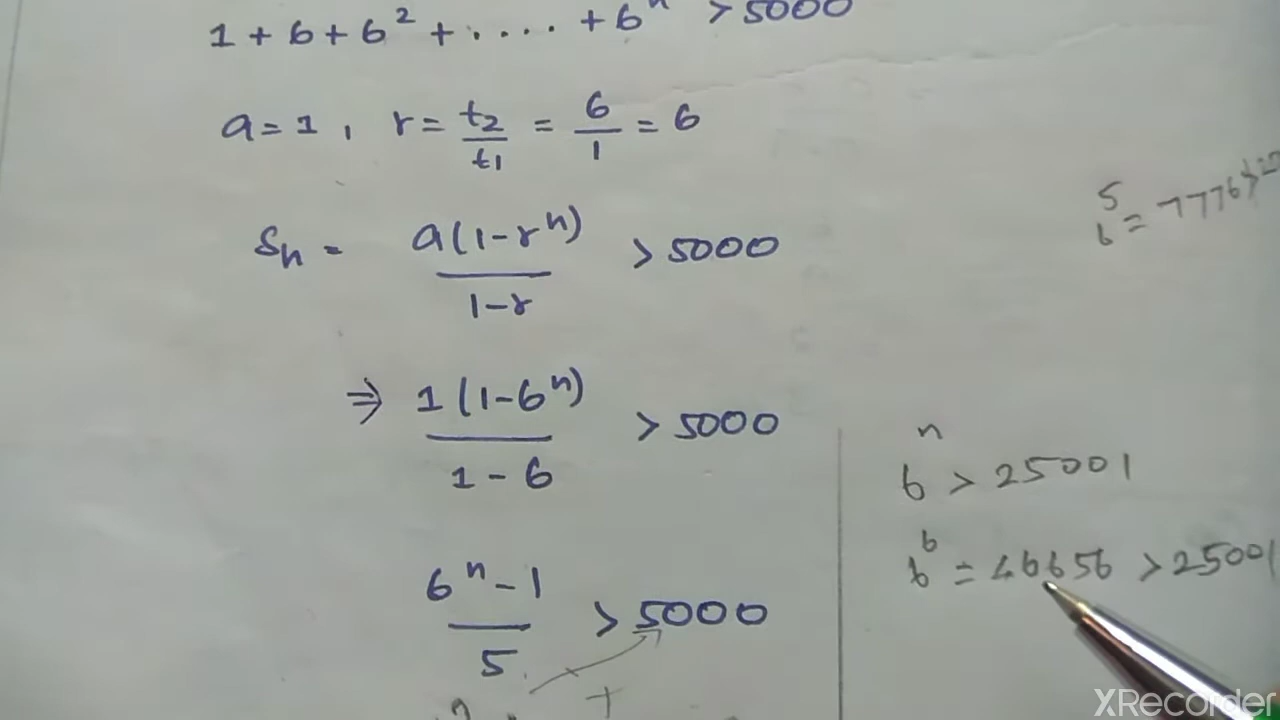 1 + 6 + 6² + .... + 6ⁿ > 5000
a = 1 , r = t₂/t₁ = 6/1 = 6
Sₙ = a(1-rⁿ)/1-r > 5000
⇒ 1(1-6ⁿ)/1-6 > 5000
6ⁿ-1/5 > 5000
6⁵ = 7776
6ⁿ > 25001
6⁶ = 46656 > 25001
XRecorder